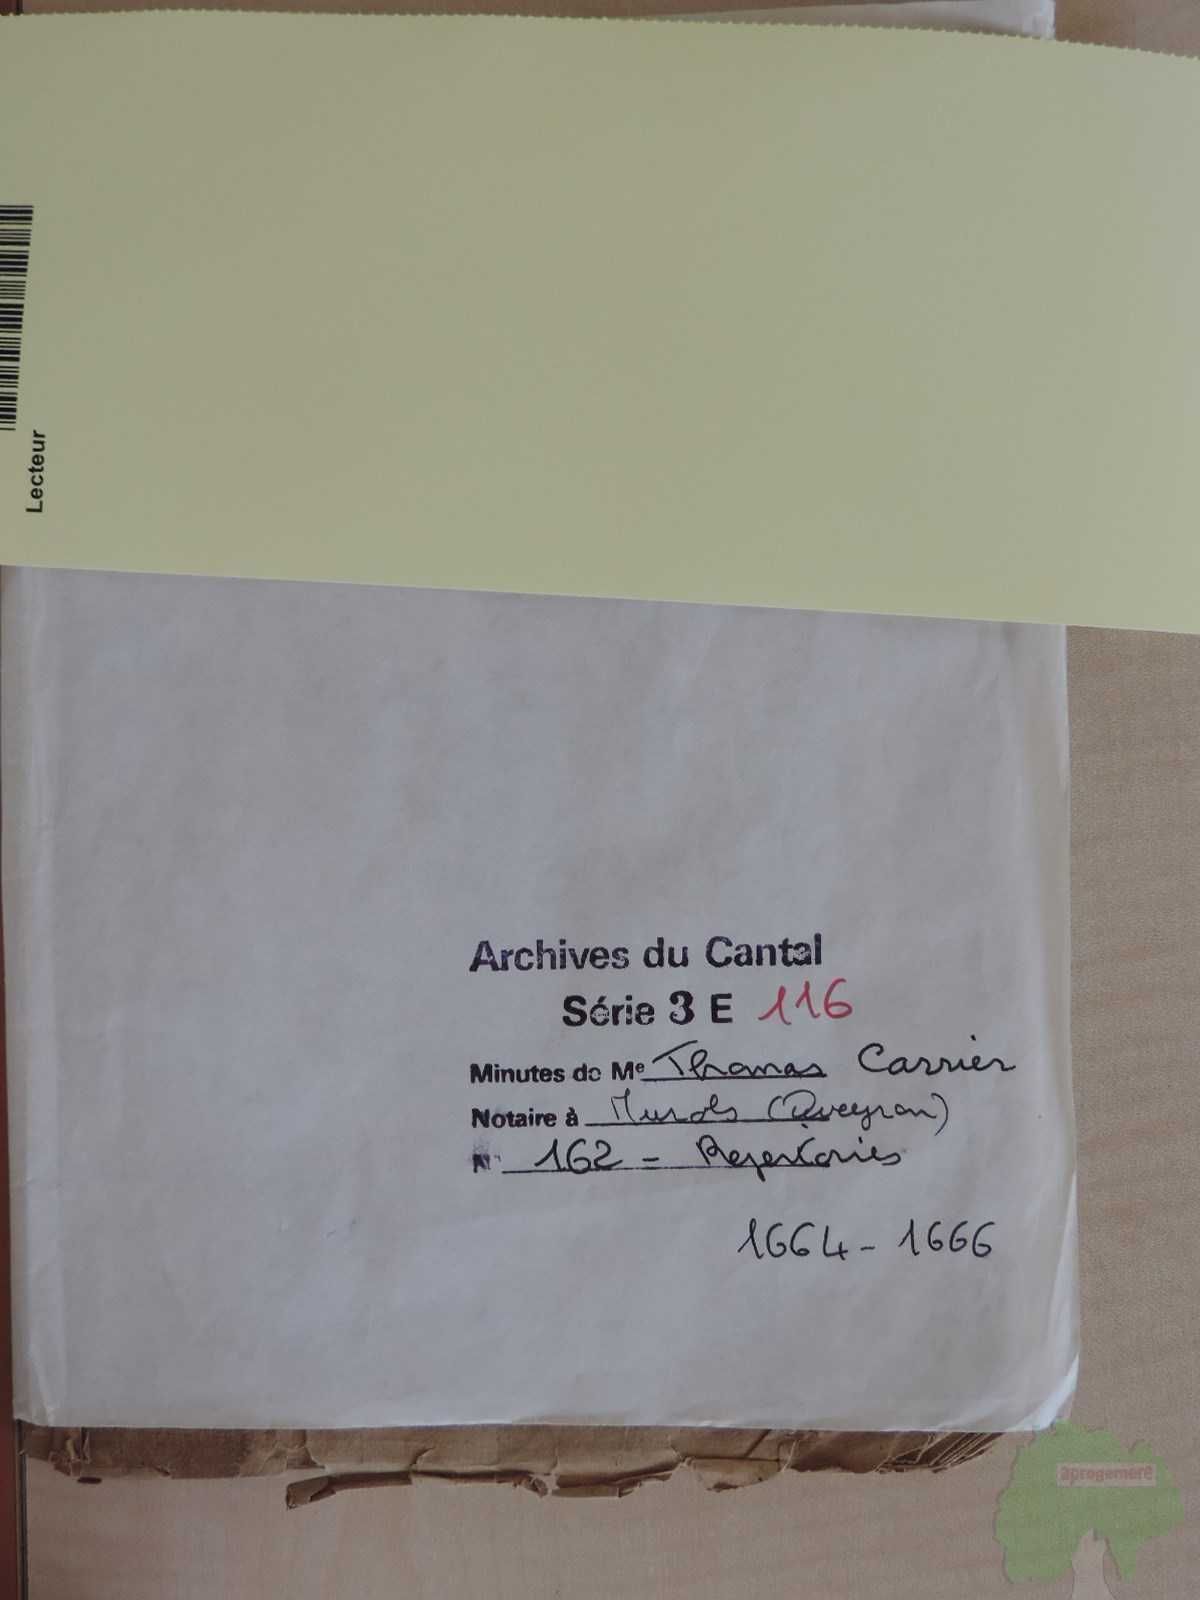 Lecteur
Archives du Cantal
Série 3 E 116
Minutes de Me Thomas Carrier
Notaire à Murols (Aveyron)
N° 162 - Repertories
1664 - 1666
aprogemere